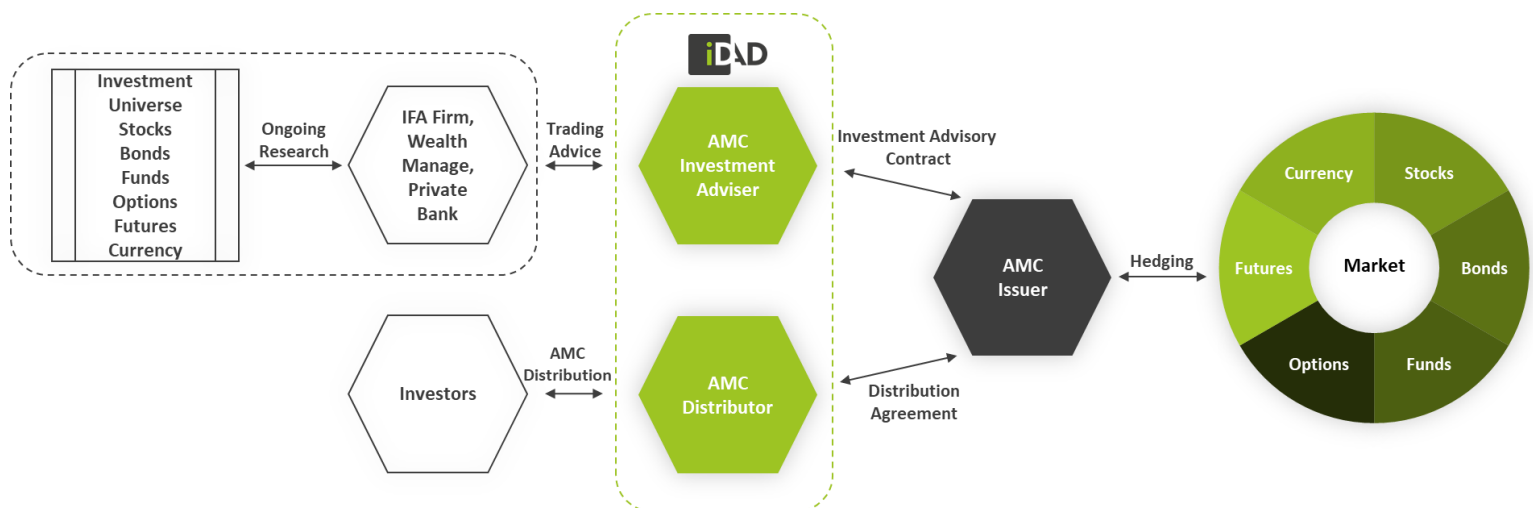 iDAD
Investment
Universe
Stocks
Bonds
Funds
Options
Futures
Currency
Ongoing
Research
IFA Firm,
Wealth
Manage,
Private
Bank
Trading
Advice
AMC
Investment
Adviser
Investment Advisory
Contract
AMC
Issuer
Hedging
Currency
Stocks
Futures
Market
Bonds
Options
Funds
Investors
AMC
Distribution
AMC
Distributor
Distribution
Agreement